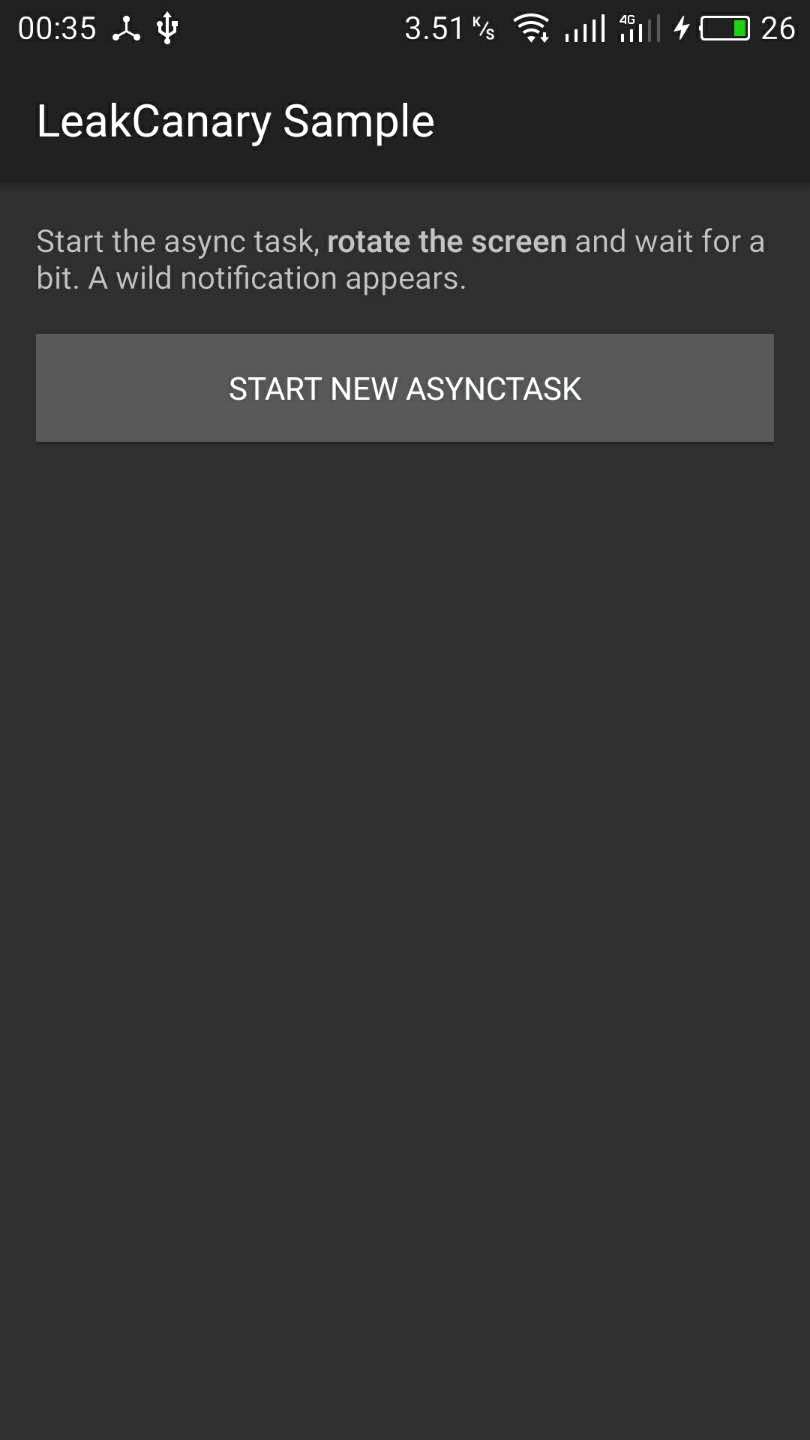 00:35 3.51 K/s 4G 26
LeakCanary Sample
Start the async task, rotate the screen and wait for a
bit. A wild notification appears.
START NEW ASYNCTASK